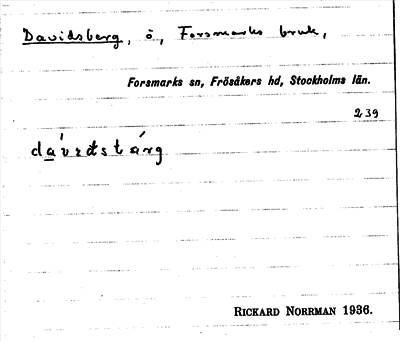 Davidsberg, ö, Forsmarks bruk,
Forsmarks sn, Frösåkers hd, Stockholms län.
239
RICKARD NORRMAN 1936.